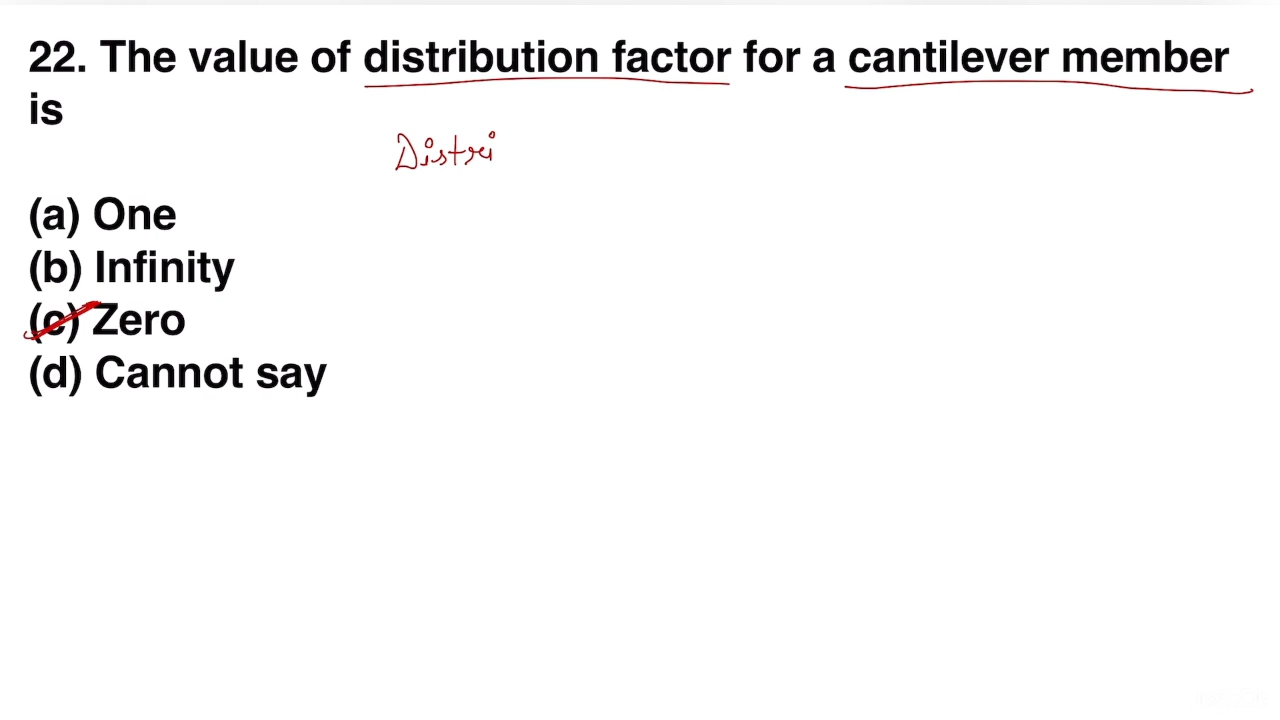 22. The value of distribution factor for a cantilever member
is
Distri
(a) One
(b) Infinity
(c) Zero
(d) Cannot say